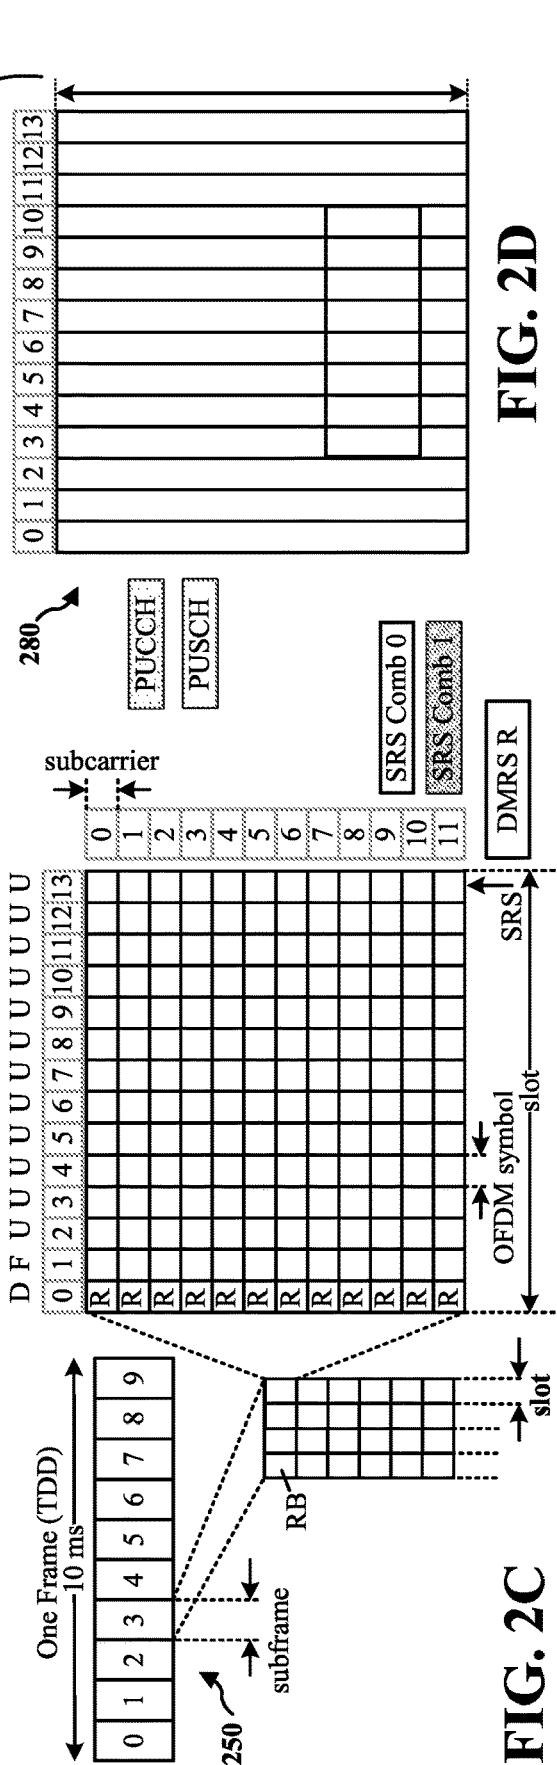 One Frame (TDD)
10 ms
0 1 2 3 4 5 6 7 8 9
250
subframe
RB
slot
D F U U U U U U U U U U U U
0 1 2 3 4 5 6 7 8 9 10 11 12 13
R
R
R
R
R
R
R
R
R
R
R
R
subcarrier
0
1
2
3
4
5
6
7
8
9
10
11
OFDM symbol
SRS
slot
SRS Comb 0
SRS Comb 1
DMRS R
FIG. 2C
280
PUCCH
PUSCH
0 1 2 3 4 5 6 7 8 9 10 11 12 13
FIG. 2D